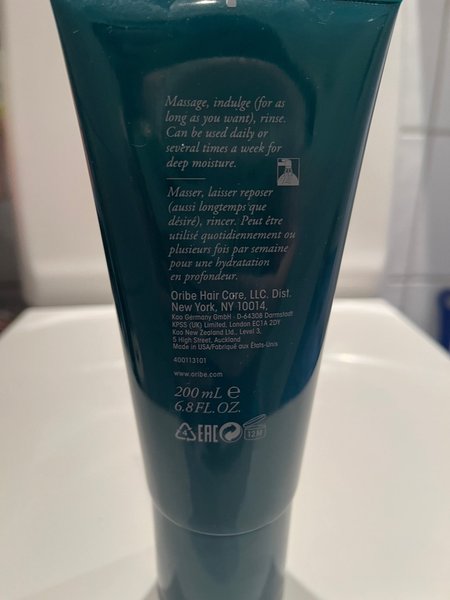 Massage, indulge (for as
long as you want), rinse.
Can be used daily or
several times a week for
deep moisture.
Masser, laisser reposer
(aussi longtemps que
désiré), rincer. Peut être
utilisé quotidiennement ou
plusieurs fois par semaine
pour une hydratation
en profondeur.
Oribe Hair Care, LLC. Dist.
New York, NY 10014.
Kao Germany GmbH · D-64308 Darmstadt
KPSS (UK) Limited, London EC1A 2DY
Kao New Zealand Ltd., Level 3,
5 High Street, Auckland
Made in USA/Fabriqué aux États-Unis
400113101
www.oribe.com
200 mL e
6.8 FL. OZ.
4 EAC 12 M